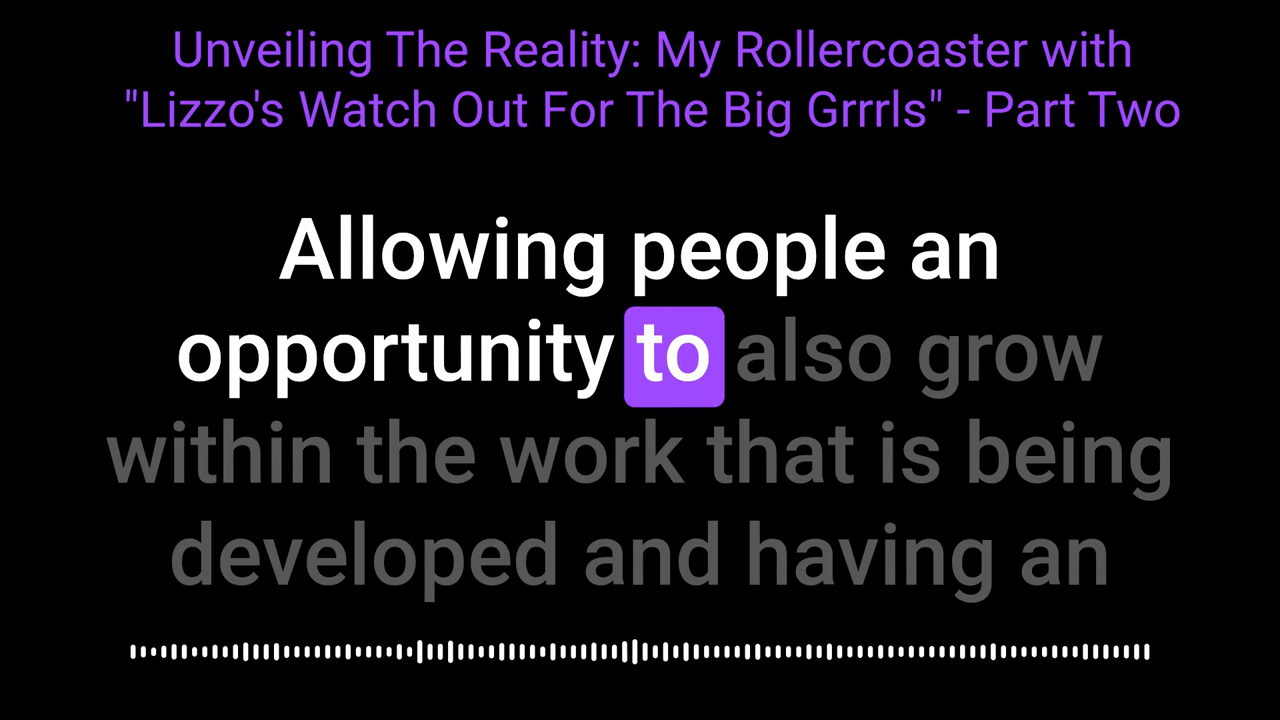 Unveiling The Reality: My Rollercoaster with
"Lizzo's Watch Out For The Big Grrrls" - Part Two
Allowing people an
opportunity to also grow
within the work that is being
developed and having an